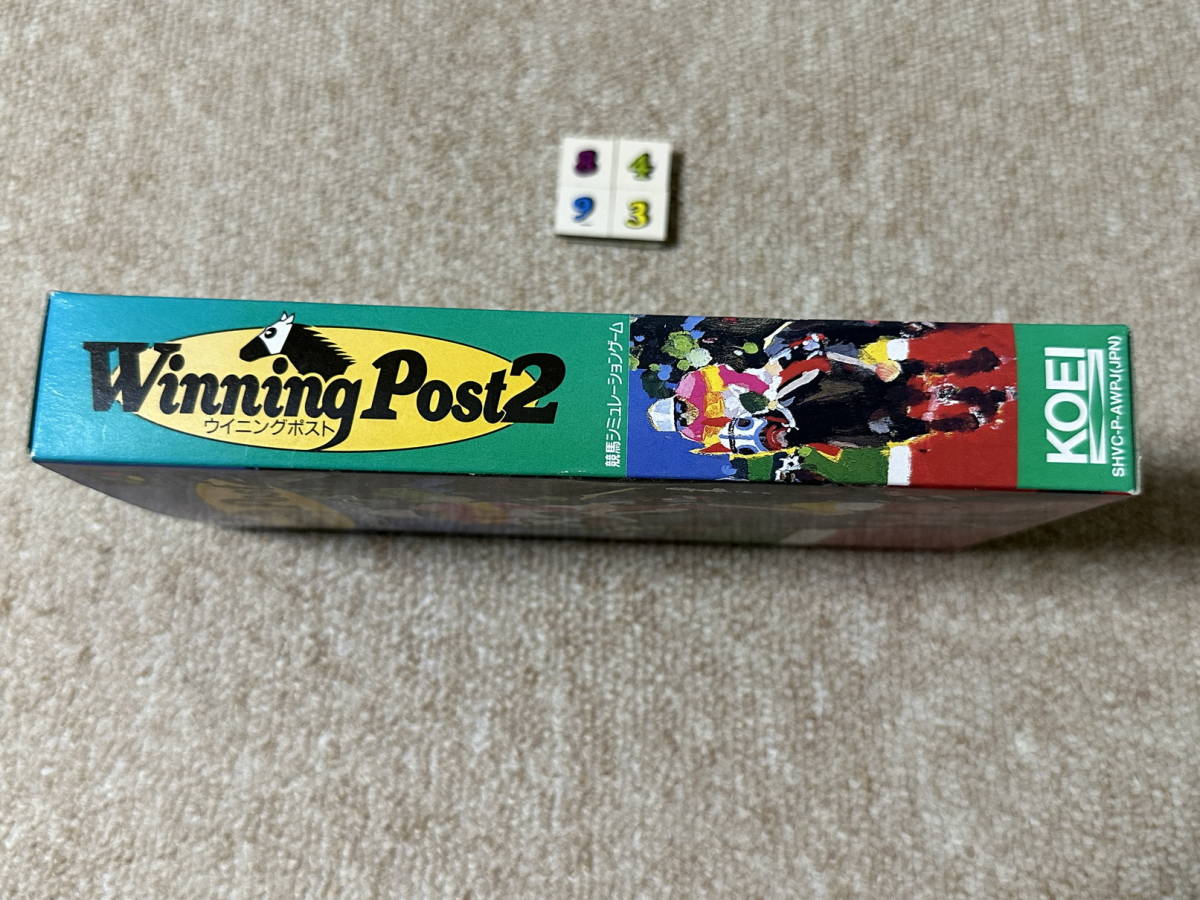 8 4
9 3
Winning Post 2
ウイニングポスト
競馬シミュレーションゲーム
KOEI
SHVC-P-AWPJ(JPN)